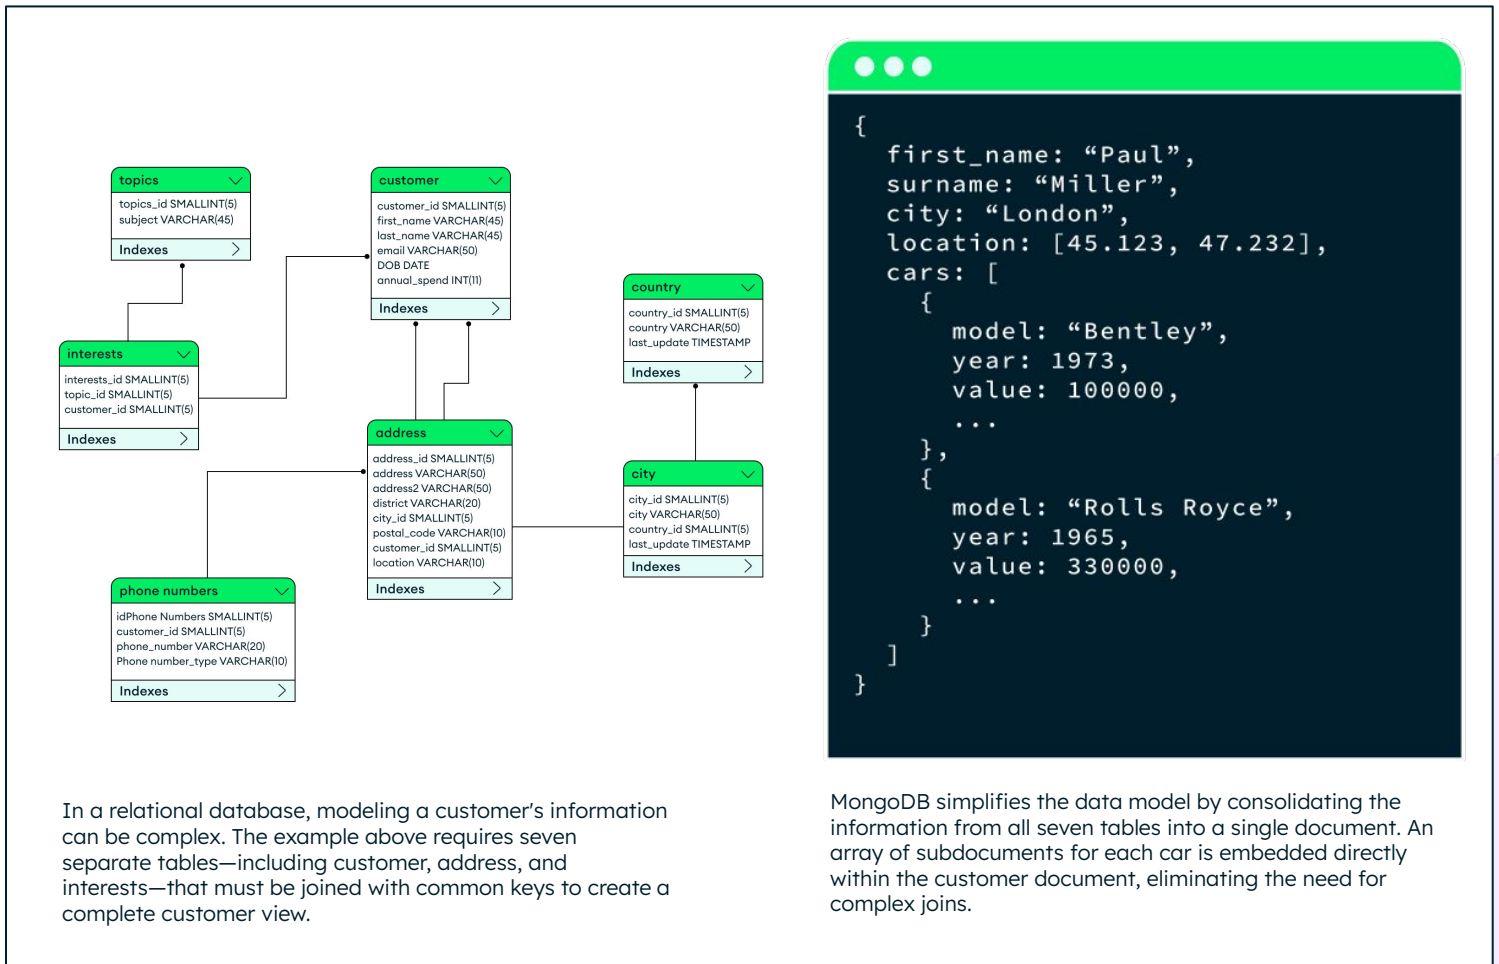 topics
topics_id SMALLINT(5)
subject VARCHAR(45)
Indexes
customer
customer_id SMALLINT(5)
first_name VARCHAR(45)
last_name VARCHAR(45)
email VARCHAR(50)
DOB DATE
annual_spend INT(11)
Indexes
country
country_id SMALLINT(5)
country VARCHAR(50)
last_update TIMESTAMP
Indexes
interests
interests_id SMALLINT(5)
topic_id SMALLINT(5)
customer_id SMALLINT(5)
Indexes
address
address_id SMALLINT(5)
address VARCHAR(50)
address2 VARCHAR(50)
district VARCHAR(20)
city_id SMALLINT(5)
postal_code VARCHAR(10)
customer_id SMALLINT(5)
location VARCHAR(10)
Indexes
city
city_id SMALLINT(5)
city VARCHAR(50)
country_id SMALLINT(5)
last_update TIMESTAMP
Indexes
phone numbers
idPhone Numbers SMALLINT(5)
customer_id SMALLINT(5)
phone_number VARCHAR(20)
Phone number_type VARCHAR(10)
Indexes
In a relational database, modeling a customer's information
can be complex. The example above requires seven
separate tables—including customer, address, and
interests—that must be joined with common keys to create a
complete customer view.
{
first_name: “Paul”,
surname: “Miller”,
city: “London”,
location: [45.123, 47.232],
cars: [
{
model: “Bentley”,
year: 1973,
value: 100000,
...
},
{
model: “Rolls Royce”,
year: 1965,
value: 330000,
...
}
]
}
MongoDB simplifies the data model by consolidating the
information from all seven tables into a single document. An
array of subdocuments for each car is embedded directly
within the customer document, eliminating the need for
complex joins.